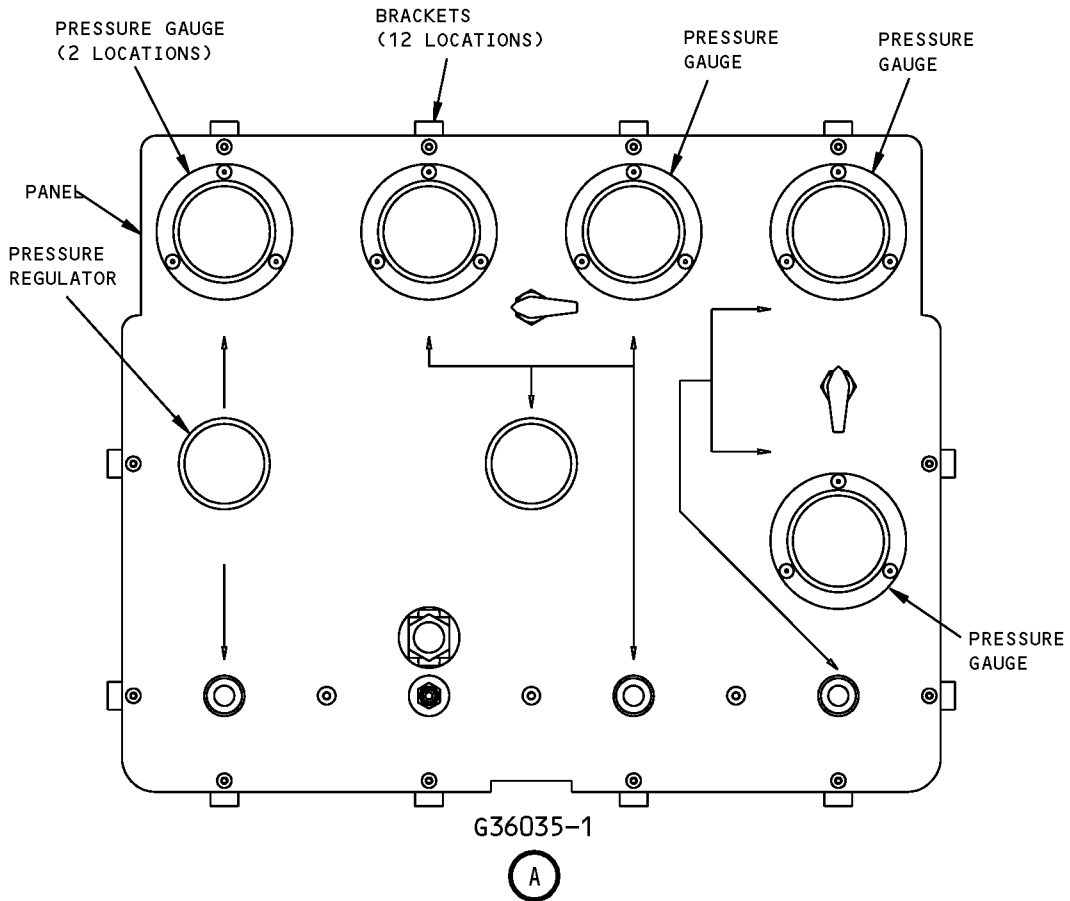 PRESSURE GAUGE
(2 LOCATIONS)
BRACKETS
(12 LOCATIONS)
PRESSURE
GAUGE
PRESSURE
GAUGE
PANEL
PRESSURE
REGULATOR
PRESSURE
GAUGE
G36035-1
A